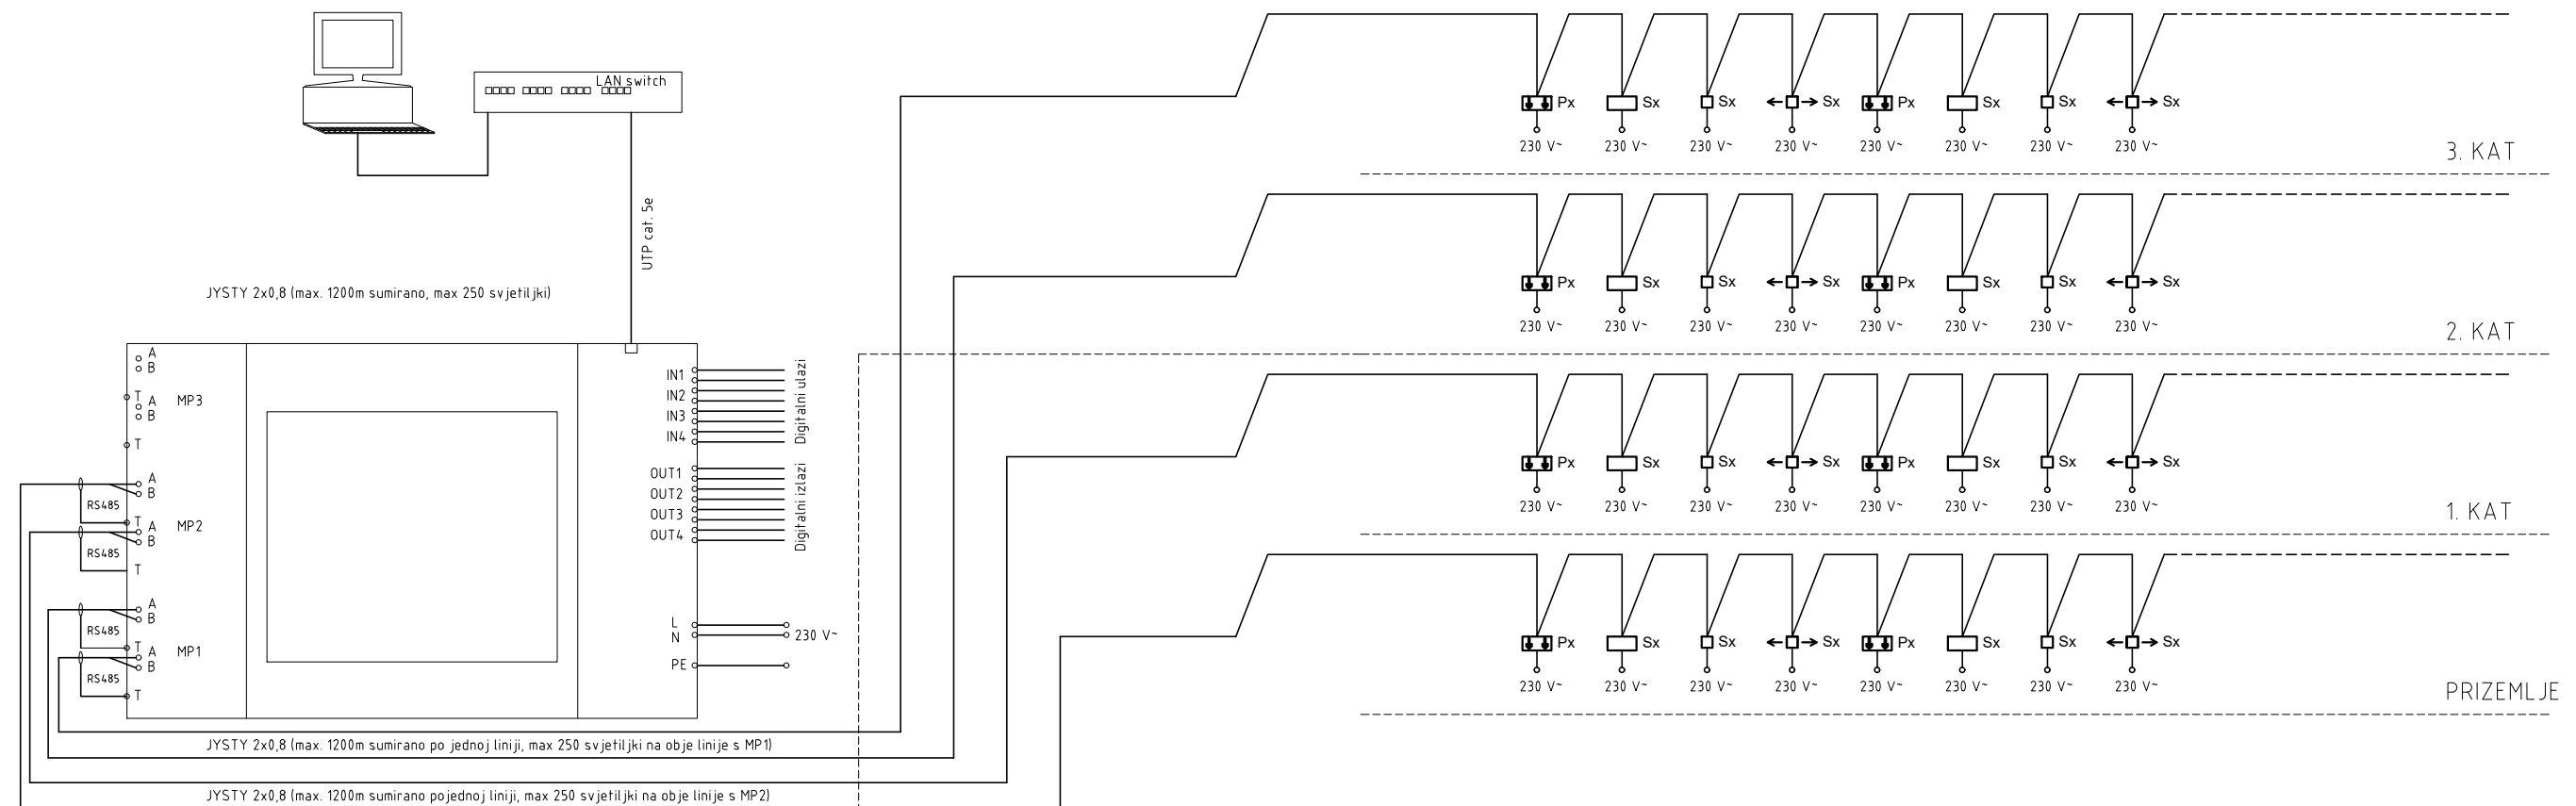 LAN switch
UTP cat. 5e
JYSTY 2x0,8 (max. 1200m sumirano, max 250 svjetiljki)
A
B
T
A
B
MP3
T
A
B
RS485
T
A
B
MP2
RS485
T
A
B
RS485
T
A
B
MP1
RS485
T
IN1
IN2
IN3
IN4
Digitalni ulazi
OUT1
OUT2
OUT3
OUT4
Digitalni izlazi
L
N
230 V~
PE
JYSTY 2x0,8 (max. 1200m sumirano po jednoj liniji, max 250 svjetiljki na obje linije s MP1)
JYSTY 2x0,8 (max. 1200m sumirano pojednoj liniji, max 250 svjetiljki na obje linije s MP2)
Px Sx Sx Sx Px Sx Sx Sx
230 V~ 230 V~ 230 V~ 230 V~ 230 V~ 230 V~ 230 V~ 230 V~
3. KAT
Px Sx Sx Sx Px Sx Sx Sx
230 V~ 230 V~ 230 V~ 230 V~ 230 V~ 230 V~ 230 V~ 230 V~
2. KAT
Px Sx Sx Sx Px Sx Sx Sx
230 V~ 230 V~ 230 V~ 230 V~ 230 V~ 230 V~ 230 V~ 230 V~
1. KAT
Px Sx Sx Sx Px Sx Sx Sx
230 V~ 230 V~ 230 V~ 230 V~ 230 V~ 230 V~ 230 V~ 230 V~
PRIZEMLJE